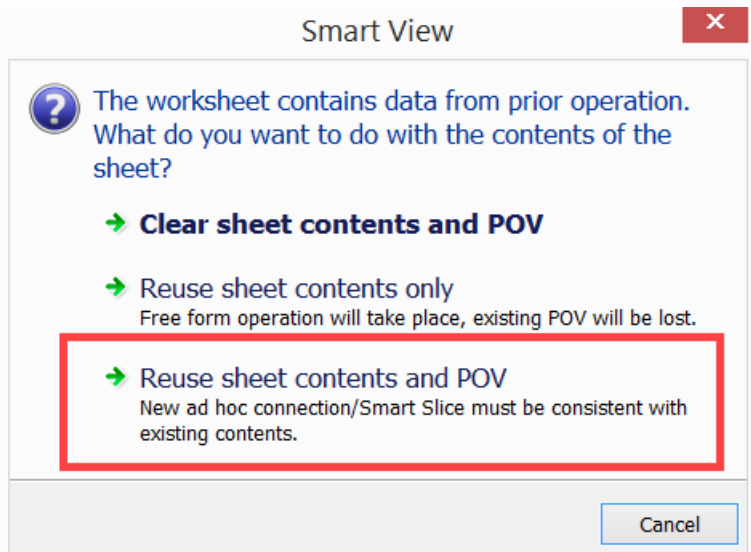 Smart View
The worksheet contains data from prior operation.
What do you want to do with the contents of the
sheet?
Clear sheet contents and POV
Reuse sheet contents only
Free form operation will take place, existing POV will be lost.
Reuse sheet contents and POV
New ad hoc connection/Smart Slice must be consistent with
existing contents.
Cancel